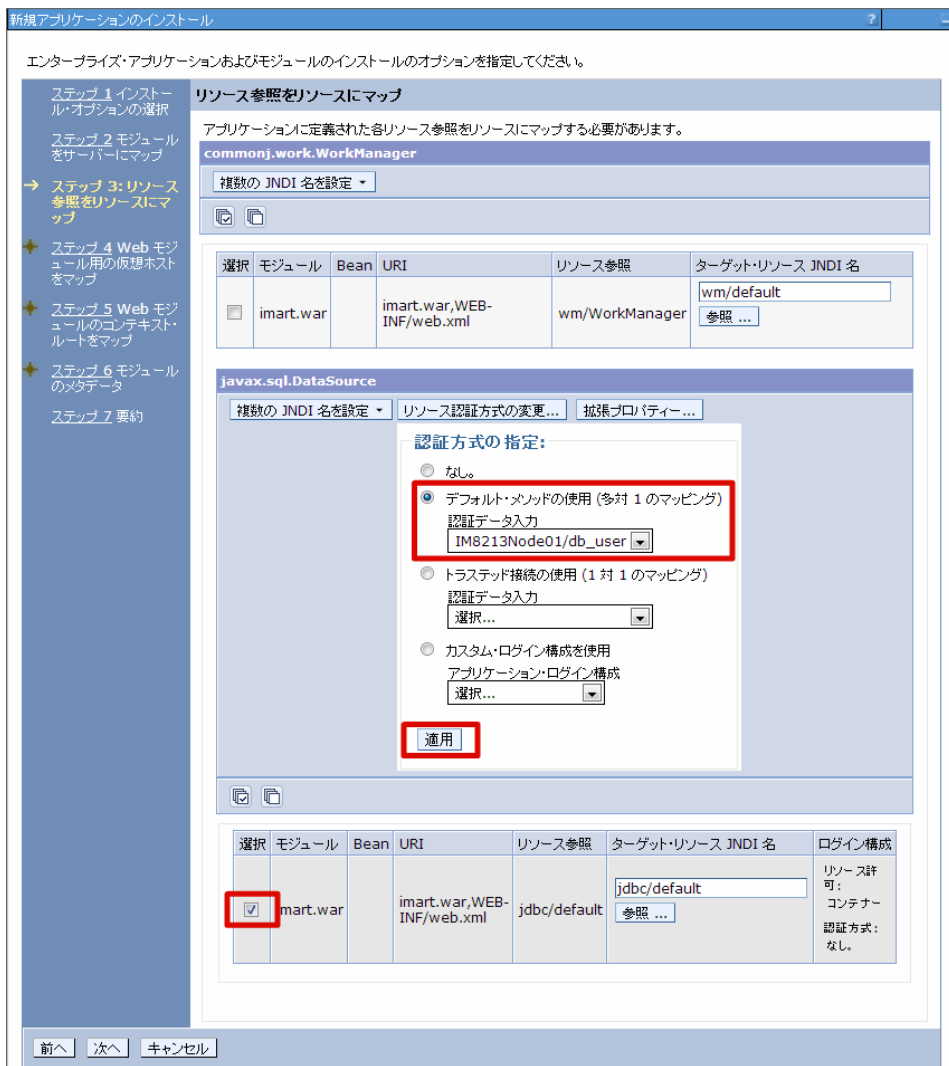 新規アプリケーションのインストール
?
エンタープライズ・アプリケーションおよびモジュールのインストールのオプションを指定してください。
ステップ 1 インストー
ル・オプションの選択
ステップ 2 モジュール
をサーバーにマップ
ステップ 3: リソース
参照をリソースにマ
ップ
ステップ 4 Web モジ
ュール用の仮想ホスト
をマップ
ステップ 5 Web モジ
ュールのコンテキスト・
ルートをマップ
ステップ 6 モジュール
のメタデータ
ステップ 7 要約
リソース参照をリソースにマップ
アプリケーションに定義された各リソース参照をリソースにマップする必要があります。
commonj.work.WorkManager
複数の JNDI 名を設定
選択 モジュール Bean URI リソース参照 ターゲット・リソース JNDI 名
imart.war
imart.war,WEB-
INF/web.xml
wm/WorkManager
wm/default
参照 ...
javax.sql.DataSource
複数の JNDI 名を設定 リソース認証方式の変更... 拡張プロパティー...
認証方式の指定:
なし。
デフォルト・メソッドの使用 (多対 1 のマッピング)
認証データ入力
IM8213Node01/db_user
トラステッド接続の使用 (1 対 1 のマッピング)
認証データ入力
選択...
カスタム・ログイン構成を使用
アプリケーション・ログイン構成
選択...
適用
選択 モジュール Bean URI リソース参照 ターゲット・リソース JNDI 名 ログイン構成
mart.war
imart.war,WEB-
INF/web.xml
jdbc/default
jdbc/default
参照 ...
リソース許
可:
コンテナー
認証方式:
なし。
前へ 次へ キャンセル